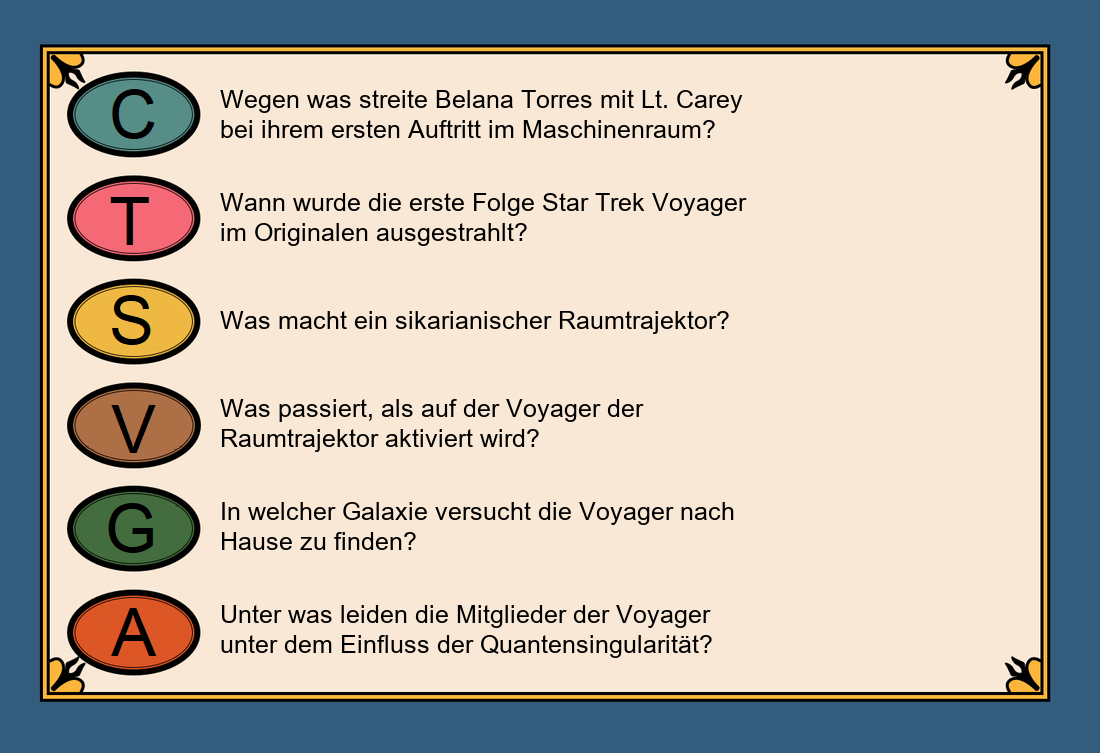 C
Wegen was streite Belana Torres mit Lt. Carey
bei ihrem ersten Auftritt im Maschinenraum?
T
Wann wurde die erste Folge Star Trek Voyager
im Originalen ausgestrahlt?
S
Was macht ein sikarianischer Raumtrajektor?
V
Was passiert, als auf der Voyager der
Raumtrajektor aktiviert wird?
G
In welcher Galaxie versucht die Voyager nach
Hause zu finden?
A
Unter was leiden die Mitglieder der Voyager
unter dem Einfluss der Quantensingularität?